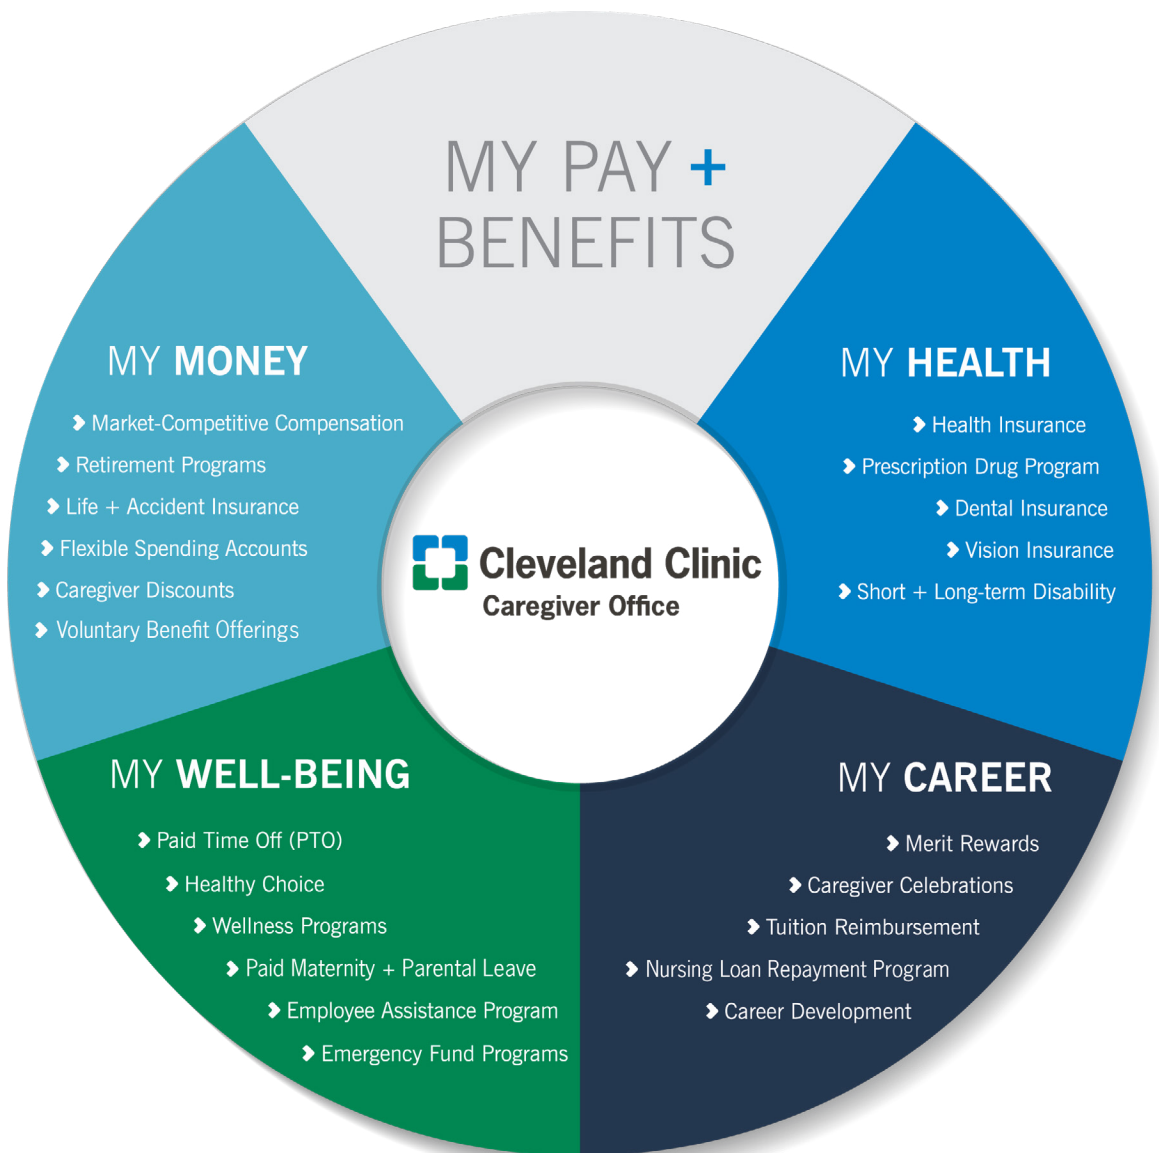 MY PAY +
BENEFITS
MY MONEY
Market-Competitive Compensation
Retirement Programs
Life + Accident Insurance
Flexible Spending Accounts
Caregiver Discounts
Voluntary Benefit Offerings
MY HEALTH
Health Insurance
Prescription Drug Program
Dental Insurance
Vision Insurance
Short + Long-term Disability
Cleveland Clinic
Caregiver Office
MY WELL-BEING
Paid Time Off (PTO)
Healthy Choice
Wellness Programs
Paid Maternity + Parental Leave
Employee Assistance Program
Emergency Fund Programs
MY CAREER
Merit Rewards
Caregiver Celebrations
Tuition Reimbursement
Nursing Loan Repayment Program
Career Development